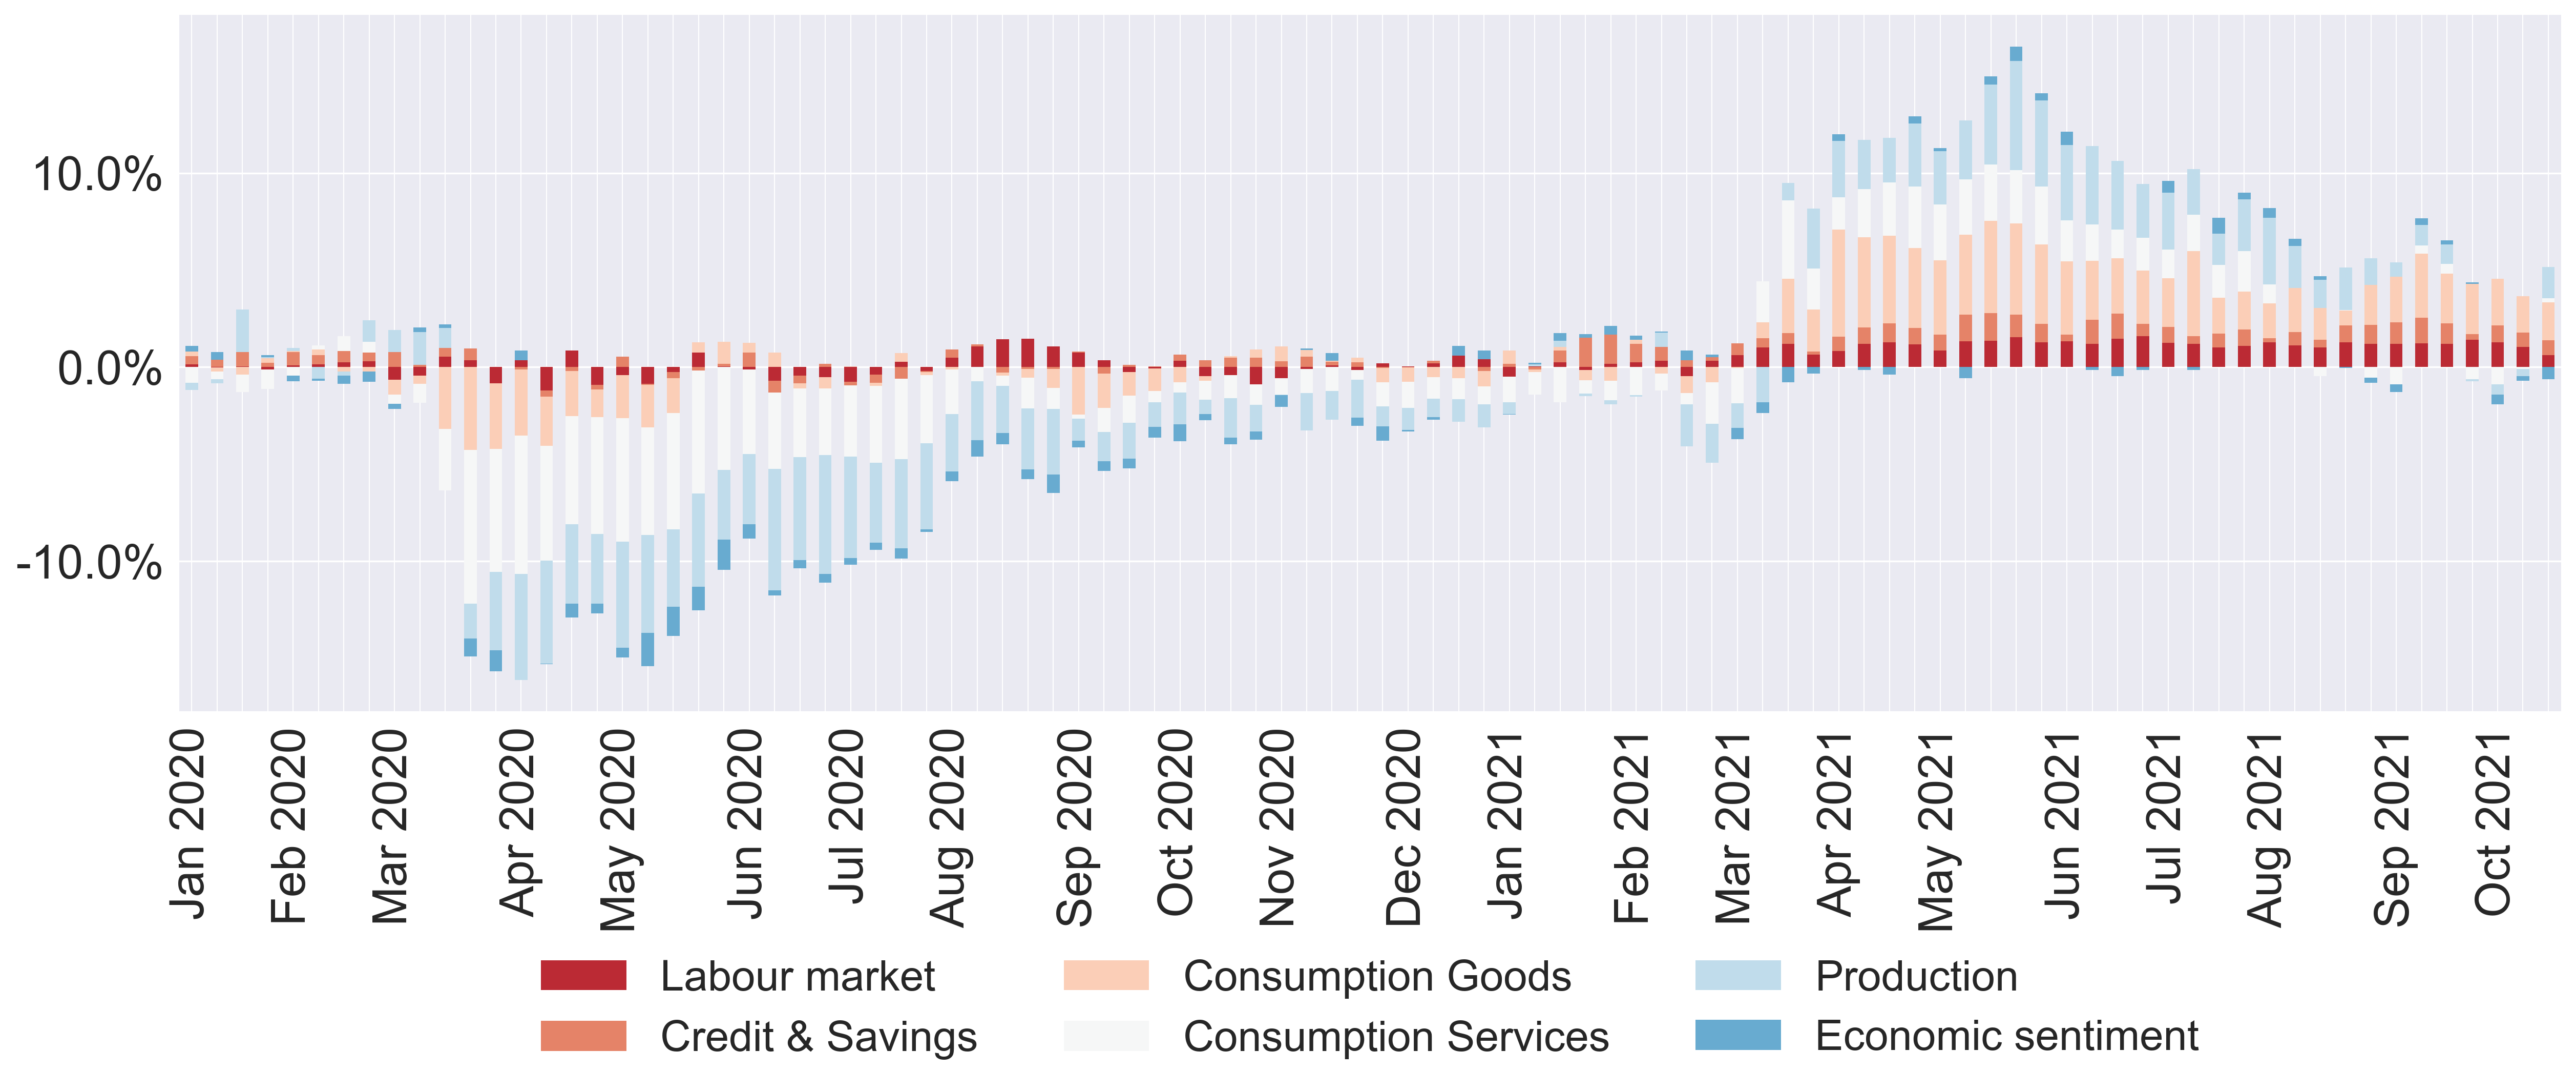 10.0%
0.0%
-10.0%
Jan 2020
Feb 2020
Mar 2020
Apr 2020
May 2020
Jun 2020
Jul 2020
Aug 2020
Sep 2020
Oct 2020
Nov 2020
Dec 2020
Jan 2021
Feb 2021
Mar 2021
Apr 2021
May 2021
Jun 2021
Jul 2021
Aug 2021
Sep 2021
Oct 2021
Labour market
Credit & Savings
Consumption Goods
Consumption Services
Production
Economic sentiment